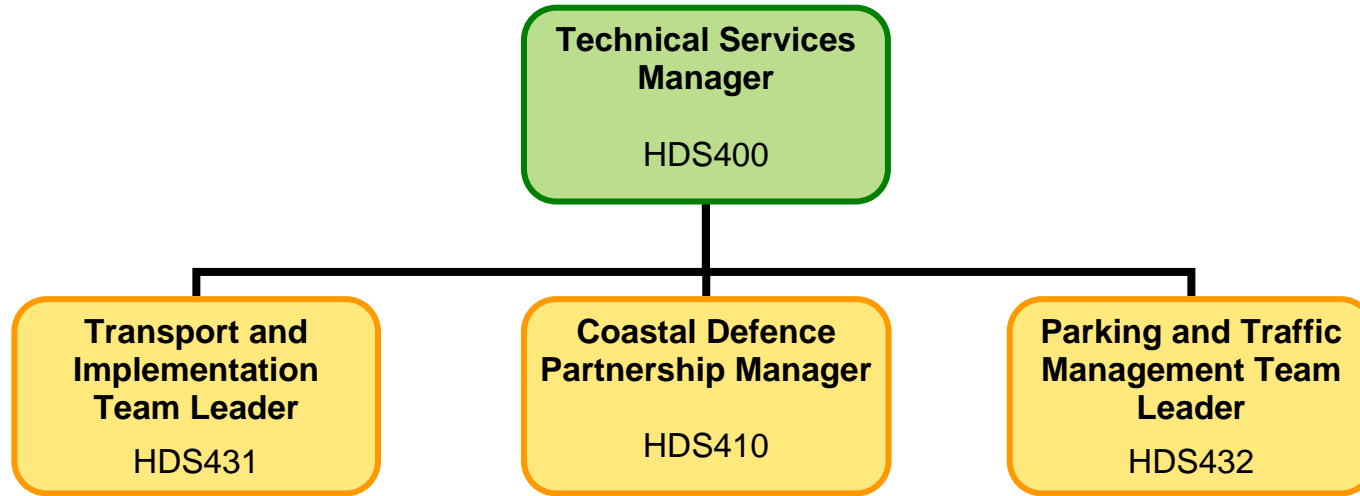 Technical Services
Manager
HDS400
Transport and
Implementation
Team Leader
HDS431
Coastal Defence
Partnership Manager
HDS410
Parking and Traffic
Management Team
Leader
HDS432